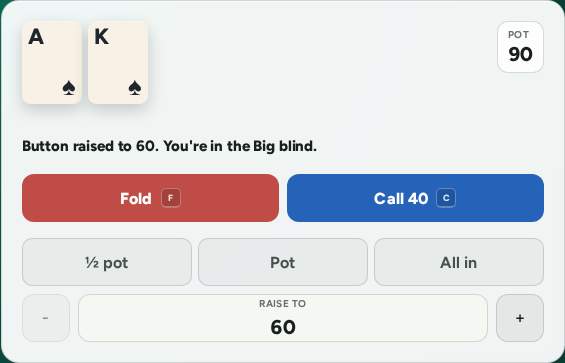 A K
♠ ♠
POT
90
Button raised to 60. You're in the Big blind.
Fold F
Call 40 C
½ pot
Pot
All in
-
RAISE TO
60
+